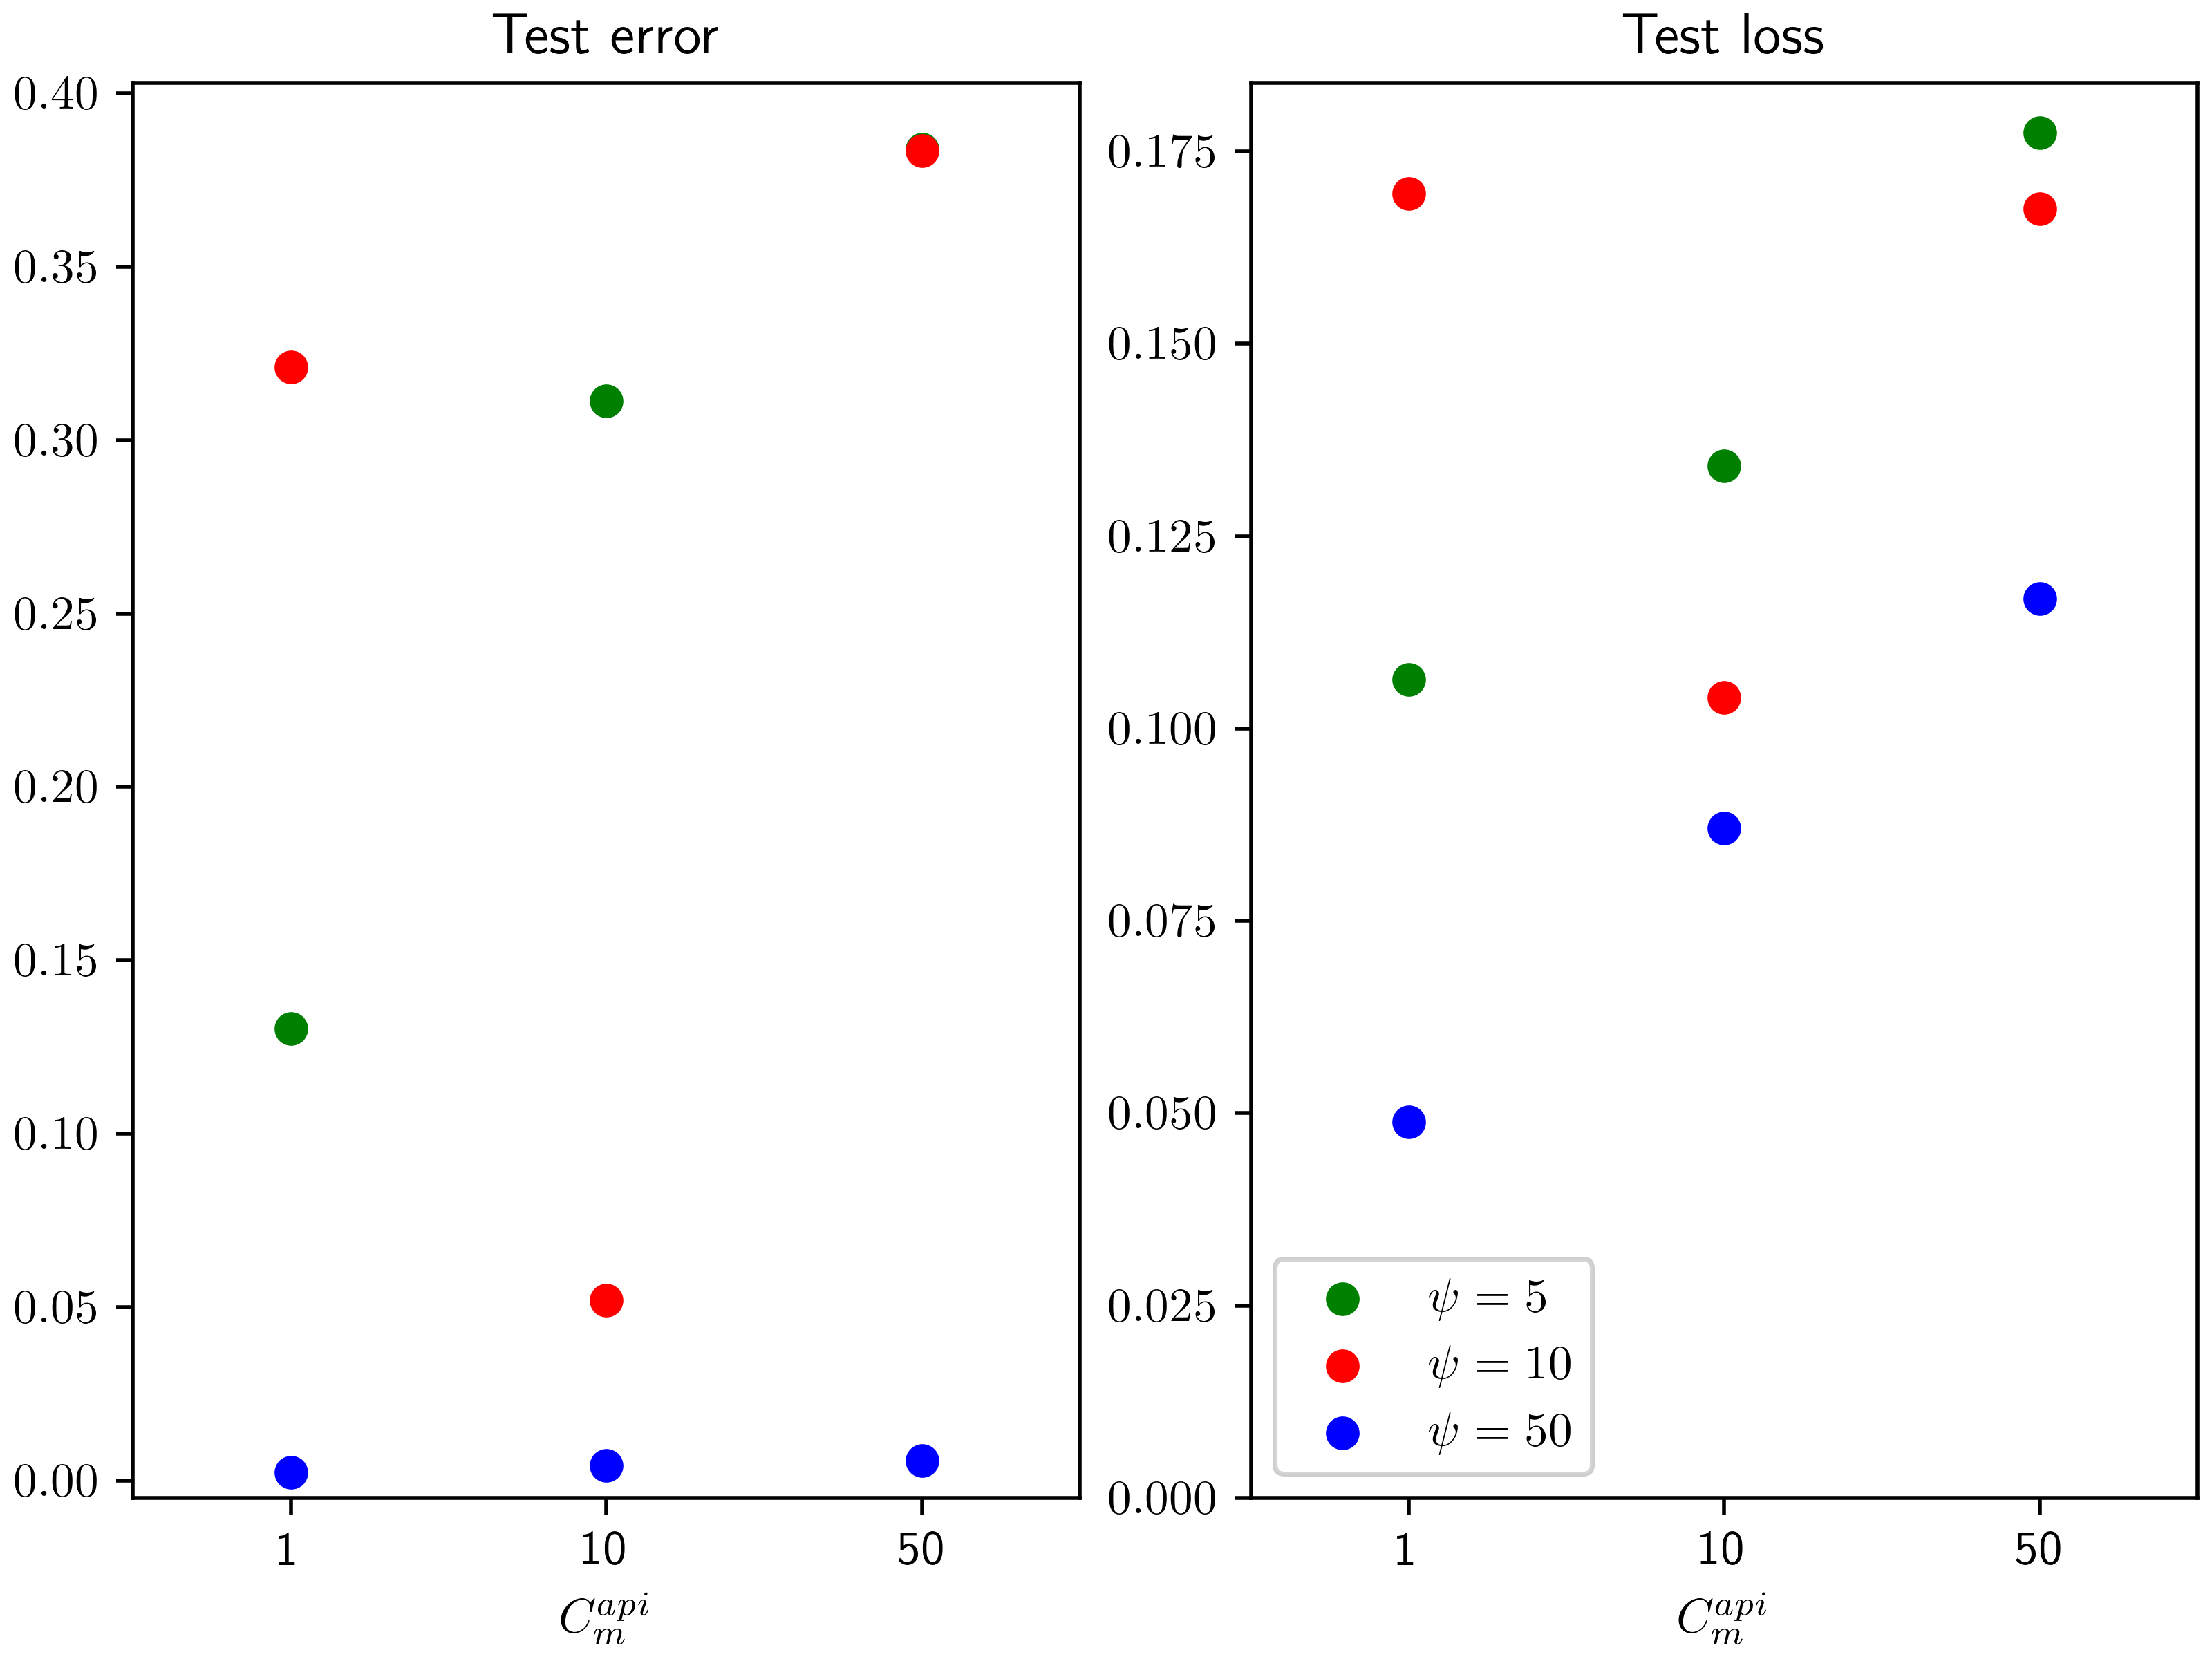 Test error
0.40
0.35
0.30
0.25
0.20
0.15
0.10
0.05
0.00
1 10 50
$C_m^{api}$
Test loss
0.175
0.150
0.125
0.100
0.075
0.050
0.025
0.000
ψ = 5
ψ = 10
ψ = 50
1 10 50
$C_m^{api}$